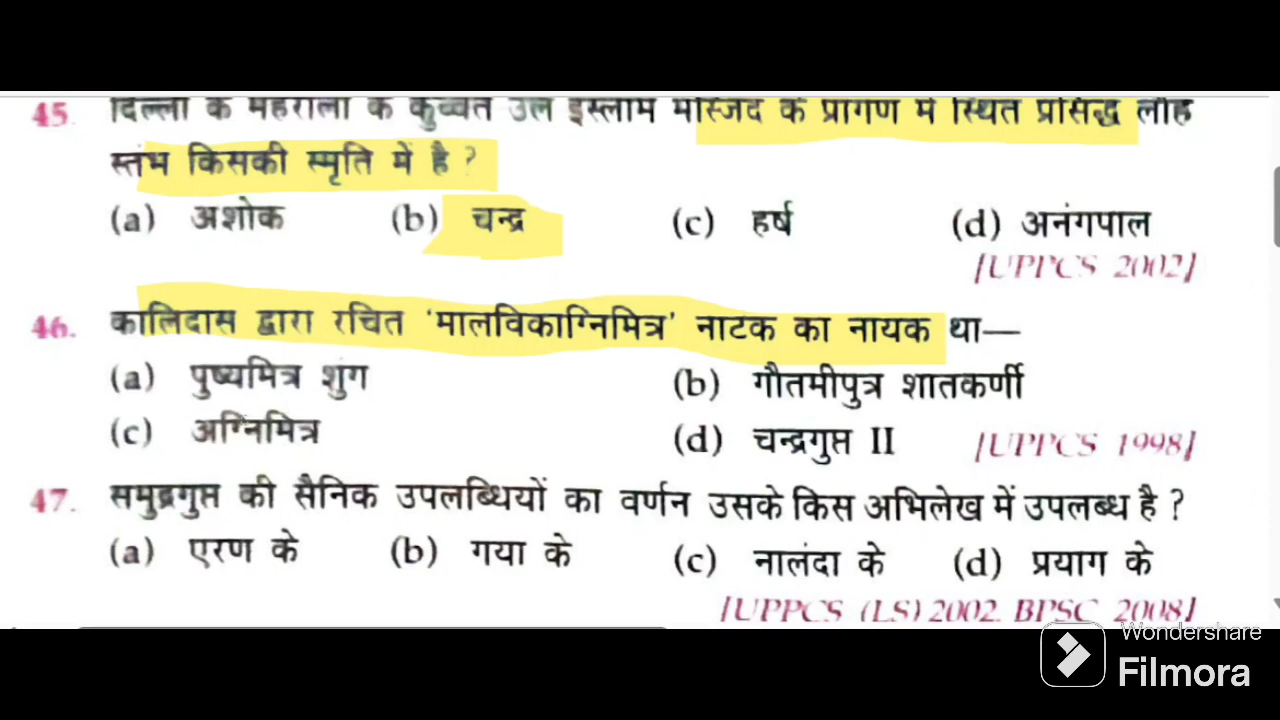 45. दिल्ली के महरौली के कुव्वत उल इस्लाम मस्जिद के प्रांगण में स्थित प्रसिद्ध लौह
स्तंभ किसकी स्मृति में है ?
(a) अशोक (b) चन्द्र (c) हर्ष (d) अनंगपाल
[UPPCS 2002]
46. कालिदास द्वारा रचित ‘मालविकाग्निमित्र’ नाटक का नायक था—
(a) पुष्यमित्र शुंग (b) गौतमीपुत्र शातकर्णी
(c) अग्निमित्र (d) चन्द्रगुप्त II [UPPCS 1998]
47. समुद्रगुप्त की सैनिक उपलब्धियों का वर्णन उसके किस अभिलेख में उपलब्ध है ?
(a) एरण के (b) गया के (c) नालंदा के (d) प्रयाग के
[UPPCS (LS) 2002, BPSC 2008]
Wondershare
Filmora